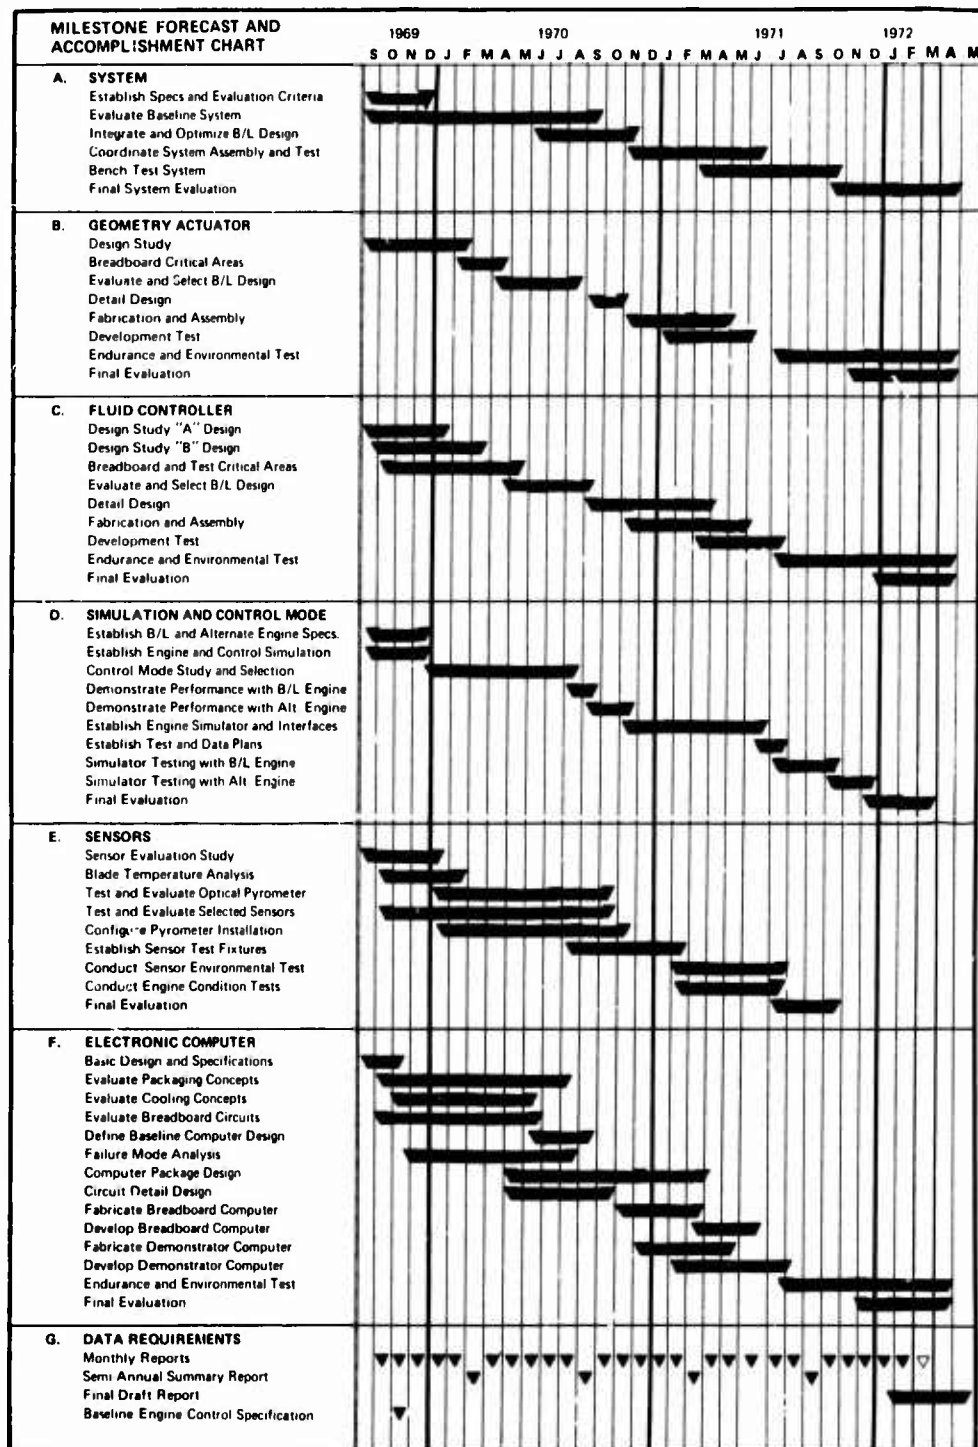 MILESTONE FORECAST AND
ACCOMPLISHMENT CHART
1969 1970 1971 1972
S O N D J F M A M J J A S O N D J F M A M J J A S O N D J F M A M
A. SYSTEM
Establish Specs and Evaluation Criteria
Evaluate Baseline System
Integrate and Optimize B/L Design
Coordinate System Assembly and Test
Bench Test System
Final System Evaluation
B. GEOMETRY ACTUATOR
Design Study
Breadboard Critical Areas
Evaluate and Select B/L Design
Detail Design
Fabrication and Assembly
Development Test
Endurance and Environmental Test
Final Evaluation
C. FLUID CONTROLLER
Design Study "A" Design
Design Study "B" Design
Breadboard and Test Critical Areas
Evaluate and Select B/L Design
Detail Design
Fabrication and Assembly
Development Test
Endurance and Environmental Test
Final Evaluation
D. SIMULATION AND CONTROL MODE
Establish B/L and Alternate Engine Specs.
Establish Engine and Control Simulation
Control Mode Study and Selection
Demonstrate Performance with B/L Engine
Demonstrate Performance with Alt. Engine
Establish Engine Simulator and Interfaces
Establish Test and Data Plans
Simulator Testing with B/L Engine
Simulator Testing with Alt. Engine
Final Evaluation
E. SENSORS
Sensor Evaluation Study
Blade Temperature Analysis
Test and Evaluate Optical Pyrometer
Test and Evaluate Selected Sensors
Configure Pyrometer Installation
Establish Sensor Test Fixtures
Conduct Sensor Environmental Test
Conduct Engine Condition Tests
Final Evaluation
F. ELECTRONIC COMPUTER
Basic Design and Specifications
Evaluate Packaging Concepts
Evaluate Cooling Concepts
Evaluate Breadboard Circuits
Define Baseline Computer Design
Failure Mode Analysis
Computer Package Design
Circuit Detail Design
Fabricate Breadboard Computer
Develop Breadboard Computer
Fabricate Demonstrator Computer
Develop Demonstrator Computer
Endurance and Environmental Test
Final Evaluation
G. DATA REQUIREMENTS
Monthly Reports
Semi Annual Summary Report
Final Draft Report
Baseline Engine Control Specification